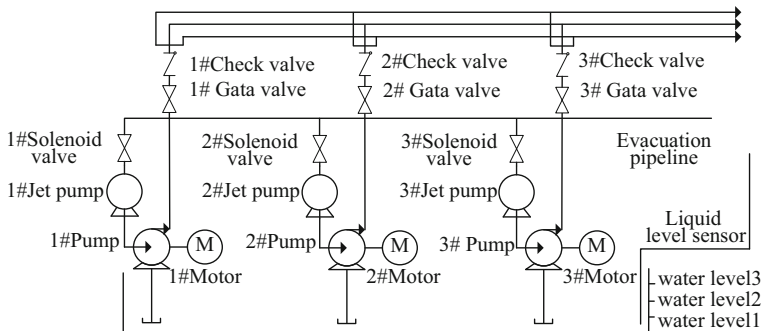 1#Check valve
2#Check valve
3#Check valve
1# Gata valve
2# Gata valve
3# Gata valve
1#Solenoid
valve
2#Solenoid
valve
3#Solenoid
valve
Evacuation
pipeline
1#Jet pump
2#Jet pump
3#Jet pump
Liquid
level sensor
1#Pump
M
2#Pump
M
3# Pump
M
1#Motor
2#Motor
3#Motor
water level3
water level2
water level1